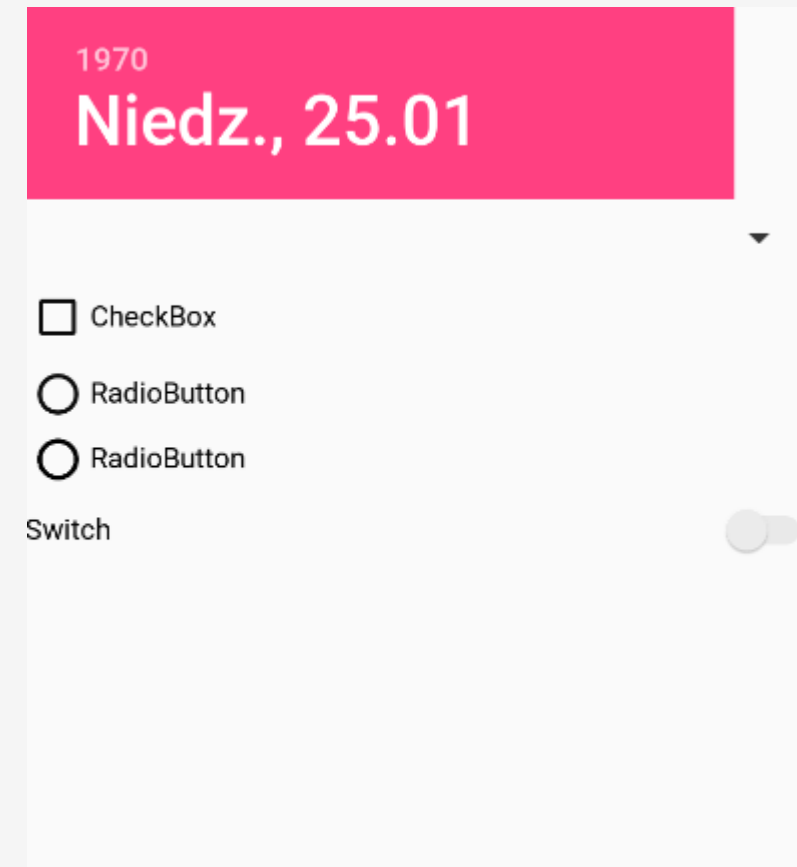 1970
Niedz., 25.01
CheckBox
RadioButton
RadioButton
Switch